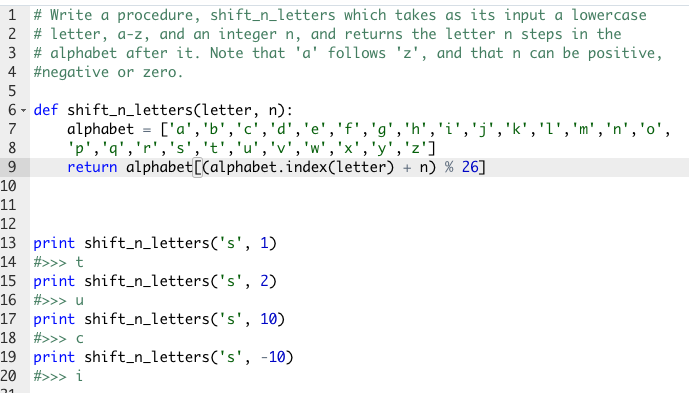 1 # Write a procedure, shift_n_letters which takes as its input a lowercase
2 # letter, a-z, and an integer n, and returns the letter n steps in the
3 # alphabet after it. Note that 'a' follows 'z', and that n can be positive,
4 #negative or zero.
5
6 def shift_n_letters(letter, n):
7     alphabet = ['a','b','c','d','e','f','g','h','i','j','k','l','m','n','o',
8     'p','q','r','s','t','u','v','w','x','y','z']
9     return alphabet[(alphabet.index(letter) + n) % 26]
10
11
12
13 print shift_n_letters('s', 1)
14 #>>> t
15 print shift_n_letters('s', 2)
16 #>>> u
17 print shift_n_letters('s', 10)
18 #>>> c
19 print shift_n_letters('s', -10)
20 #>>> i